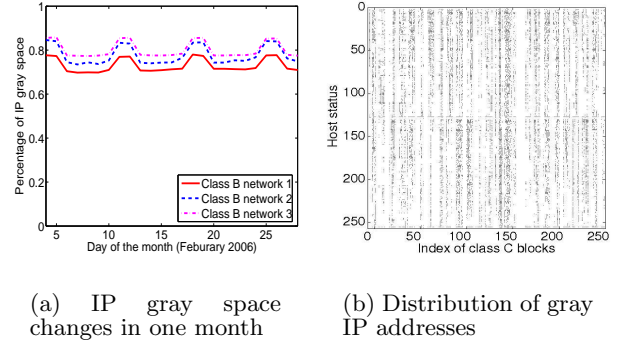 1
0.8
0.6
0.4
0.2
0
Percentage of IP gray space
Class B network 1
Class B network 2
Class B network 3
5 10 15 20 25
Day of the month (Feburary 2006)
0
50
100
150
200
250
Host status
0 50 100 150 200 250
Index of class C blocks
(a) IP gray space
changes in one month
(b) Distribution of gray
IP addresses